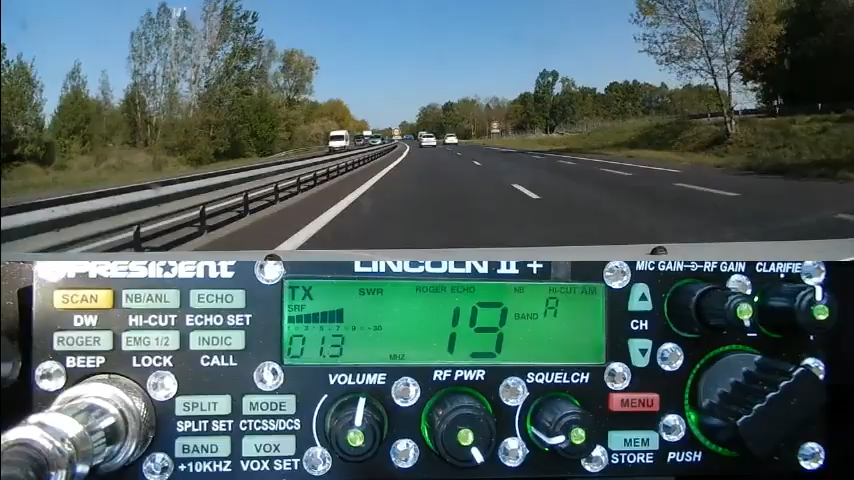 PRESIDENT
LINCOLN II +
MIC GAIN RF GAIN CLARIFIE
SCAN NB/ANL ECHO
DW HI-CUT ECHO SET
ROGER EMG 1/2 INDIC
BEEP LOCK CALL
TX SWR ROGER ECHO NB HI-CUT AM
SRF
19
BAND A
01.3
MHZ
CH
VOLUME RF PWR SQUELCH
MENU
SPLIT MODE
SPLIT SET CTCSS/DCS
BAND VOX
+10KHZ VOX SET
MEM
STORE PUSH